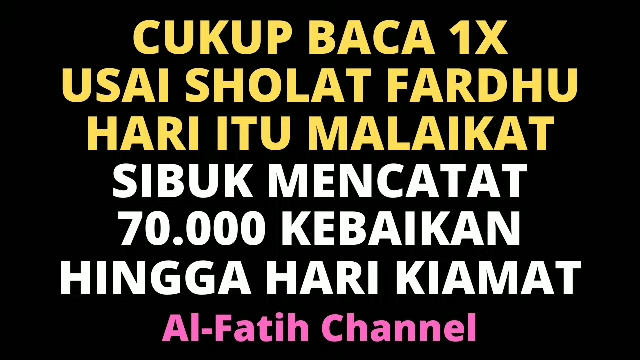 CUKUP BACA 1X
USAI SHOLAT FARDHU
HARI ITU MALAIKAT
SIBUK MENCATAT
70.000 KEBAIKAN
HINGGA HARI KIAMAT
Al-Fatih Channel